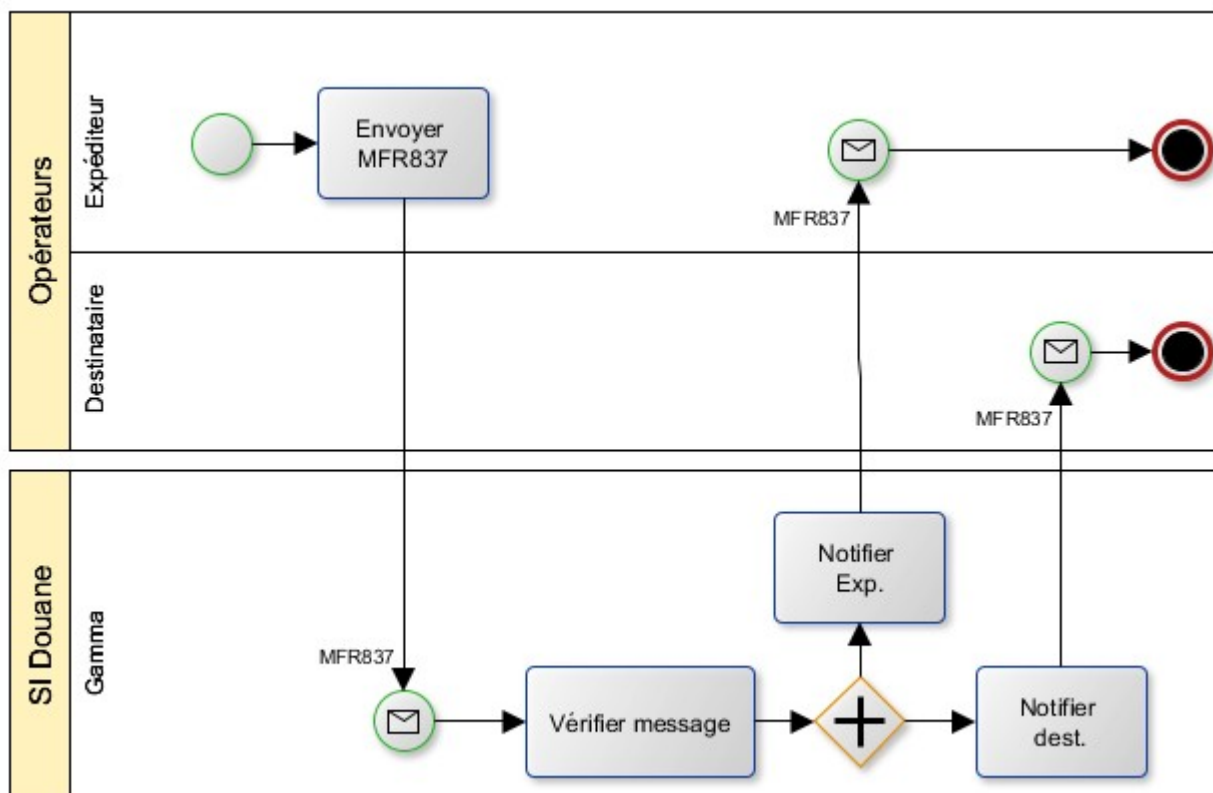 Opérateurs
Expéditeur
Envoyer
MFR837
MFR837
Destinataire
MFR837
SI Douane
Gamma
Notifier
Exp.
MFR837
Vérifier message
Notifier
dest.